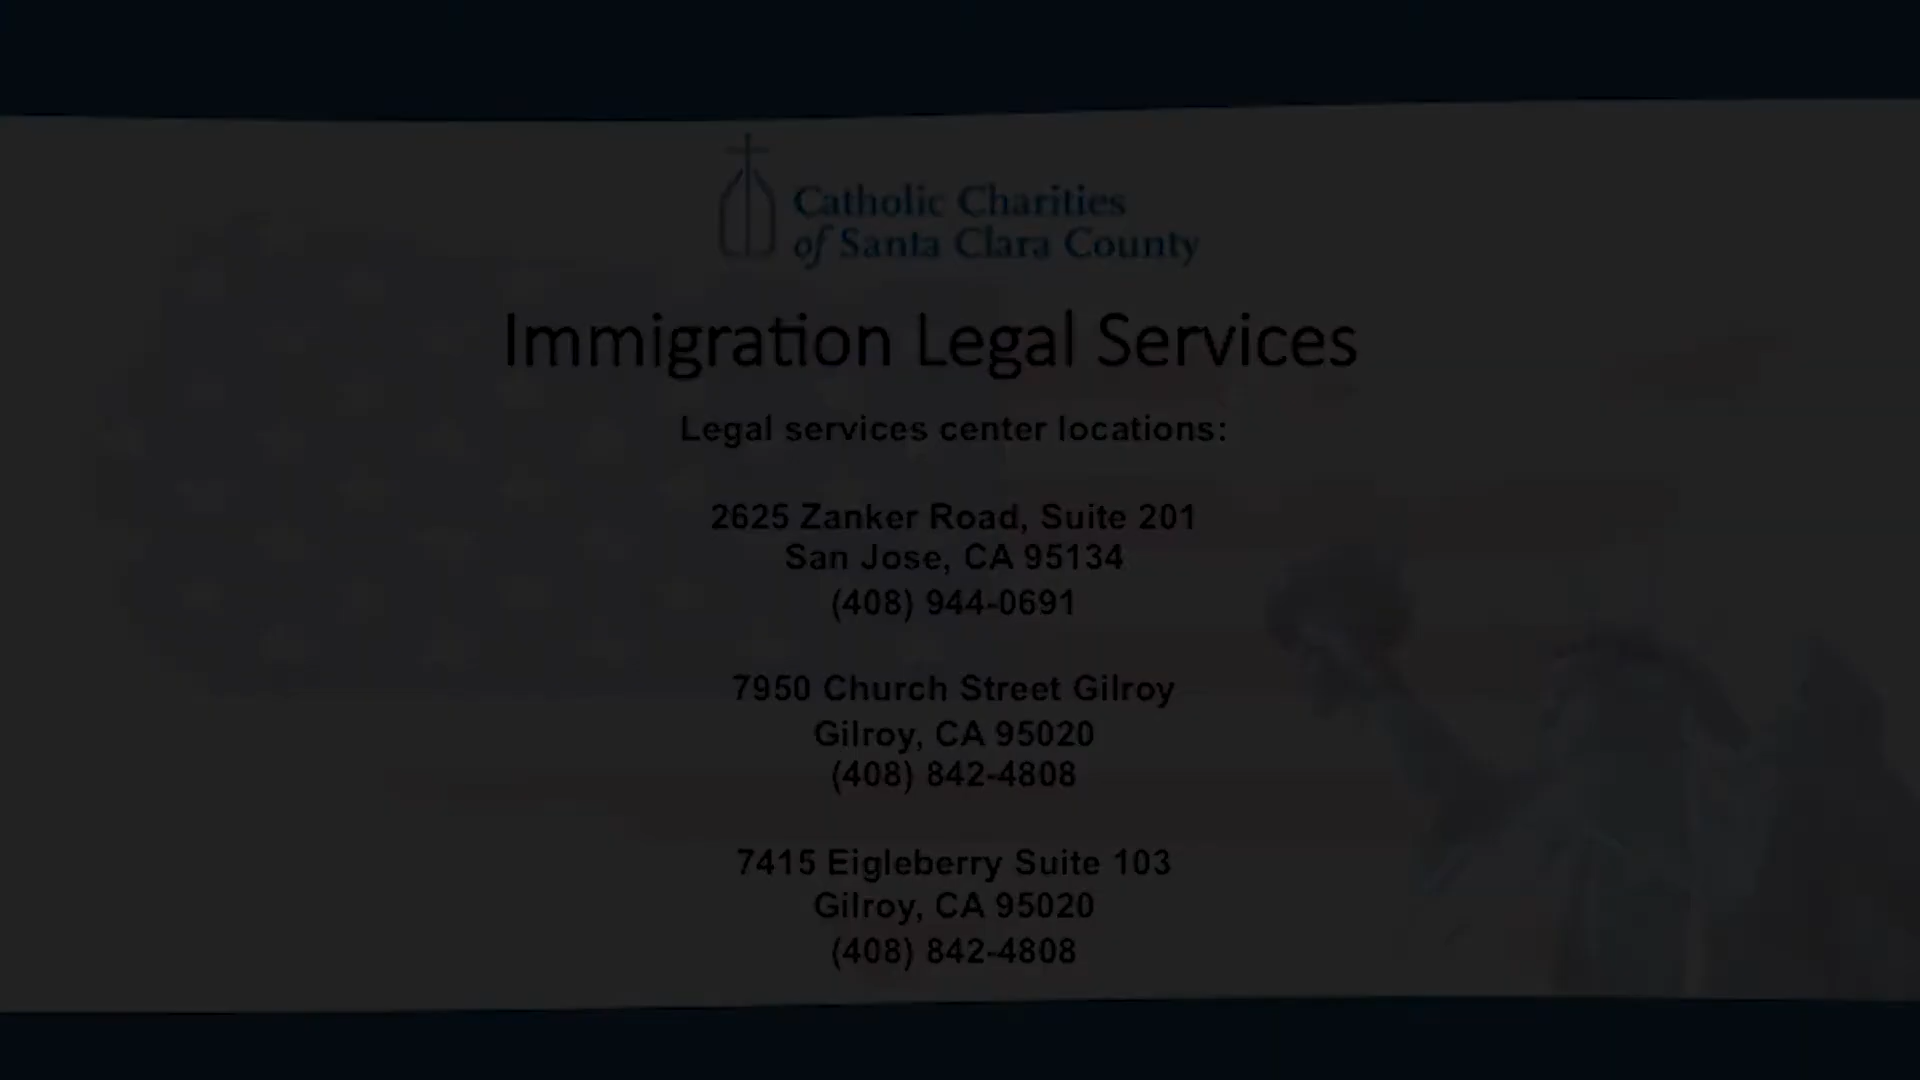 Catholic Charities
of Santa Clara County
Immigration Legal Services
Legal services center locations:
2625 Zanker Road, Suite 201
San Jose, CA 95134
(408) 944-0691
7950 Church Street Gilroy
Gilroy, CA 95020
(408) 842-4808
7415 Eigleberry Suite 103
Gilroy, CA 95020
(408) 842-4808